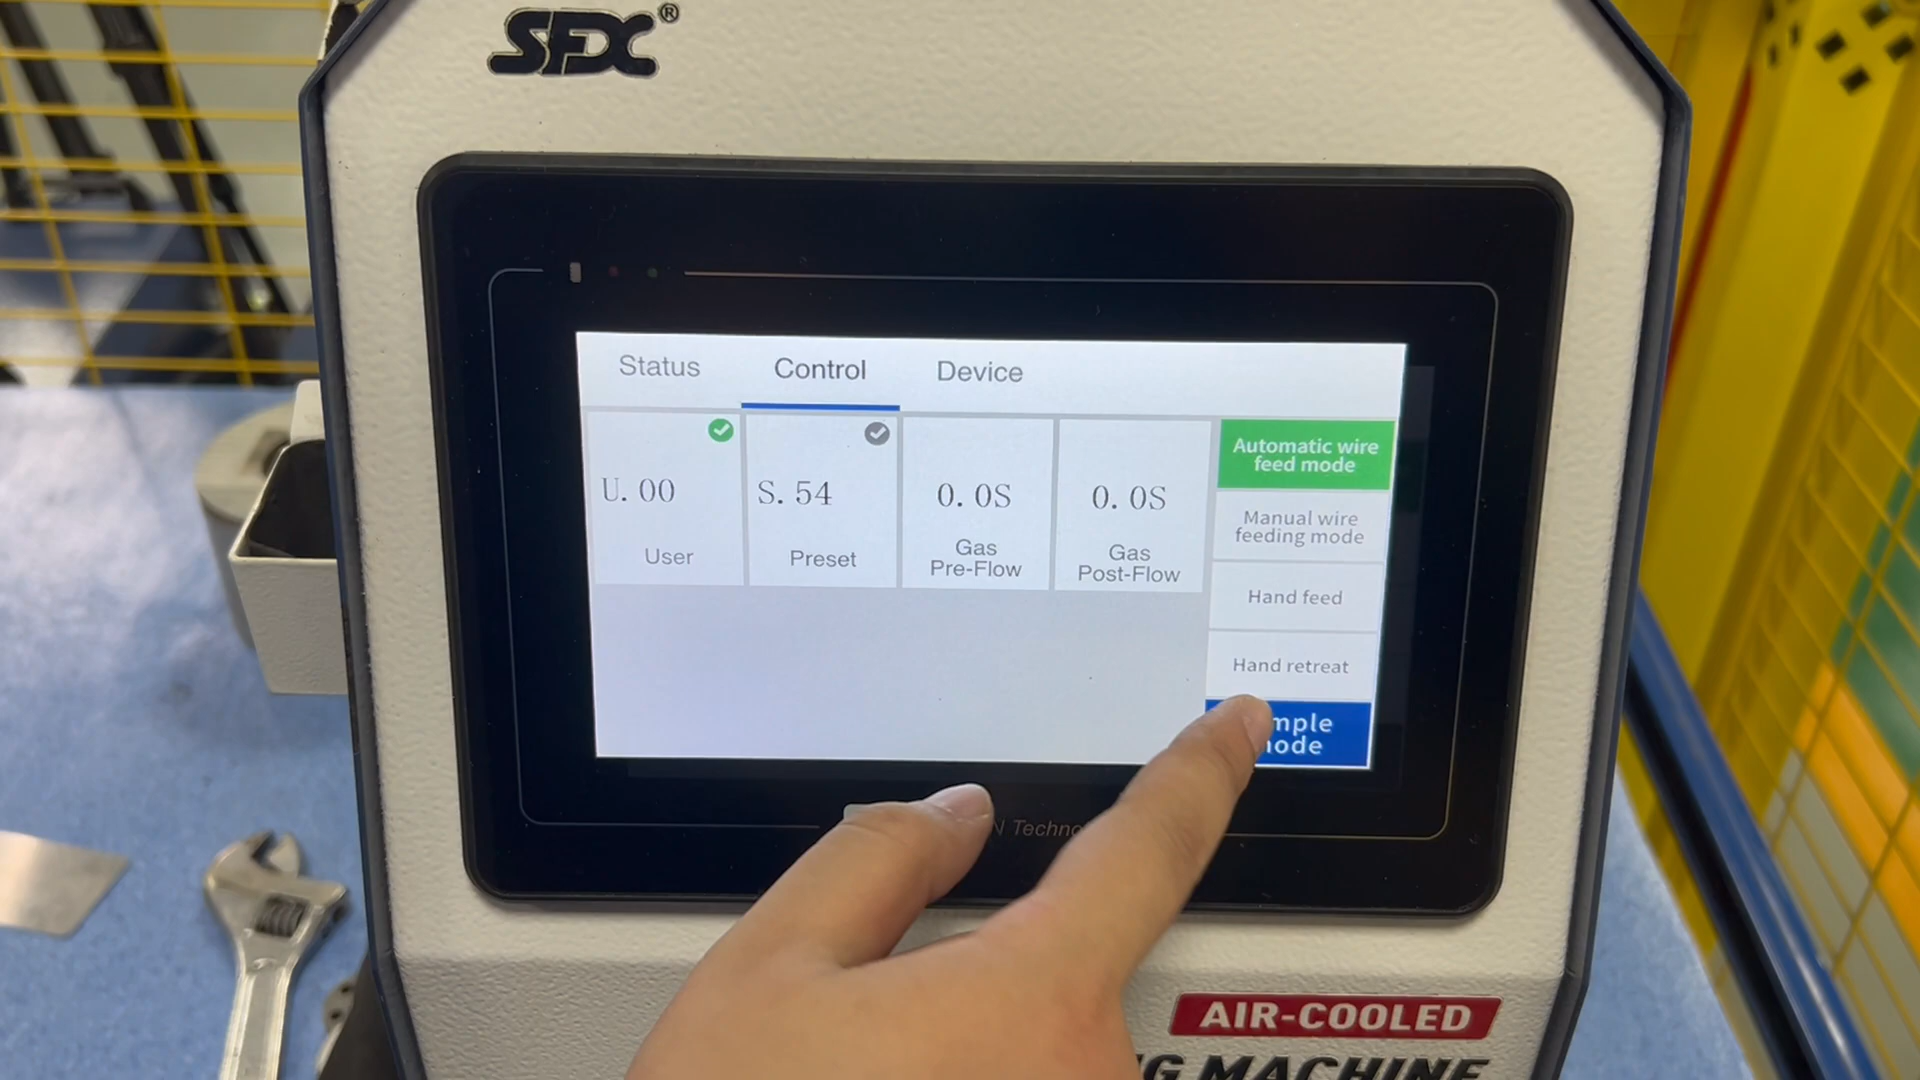 SFX®
Status Control Device
U. 00
User
S. 54
Preset
0. 0S
Gas
Pre-Flow
0. 0S
Gas
Post-Flow
Automatic wire
feed mode
Manual wire
feeding mode
Hand feed
Hand retreat
mple
ode
N Techno
AIR-COOLED
G MACHINE